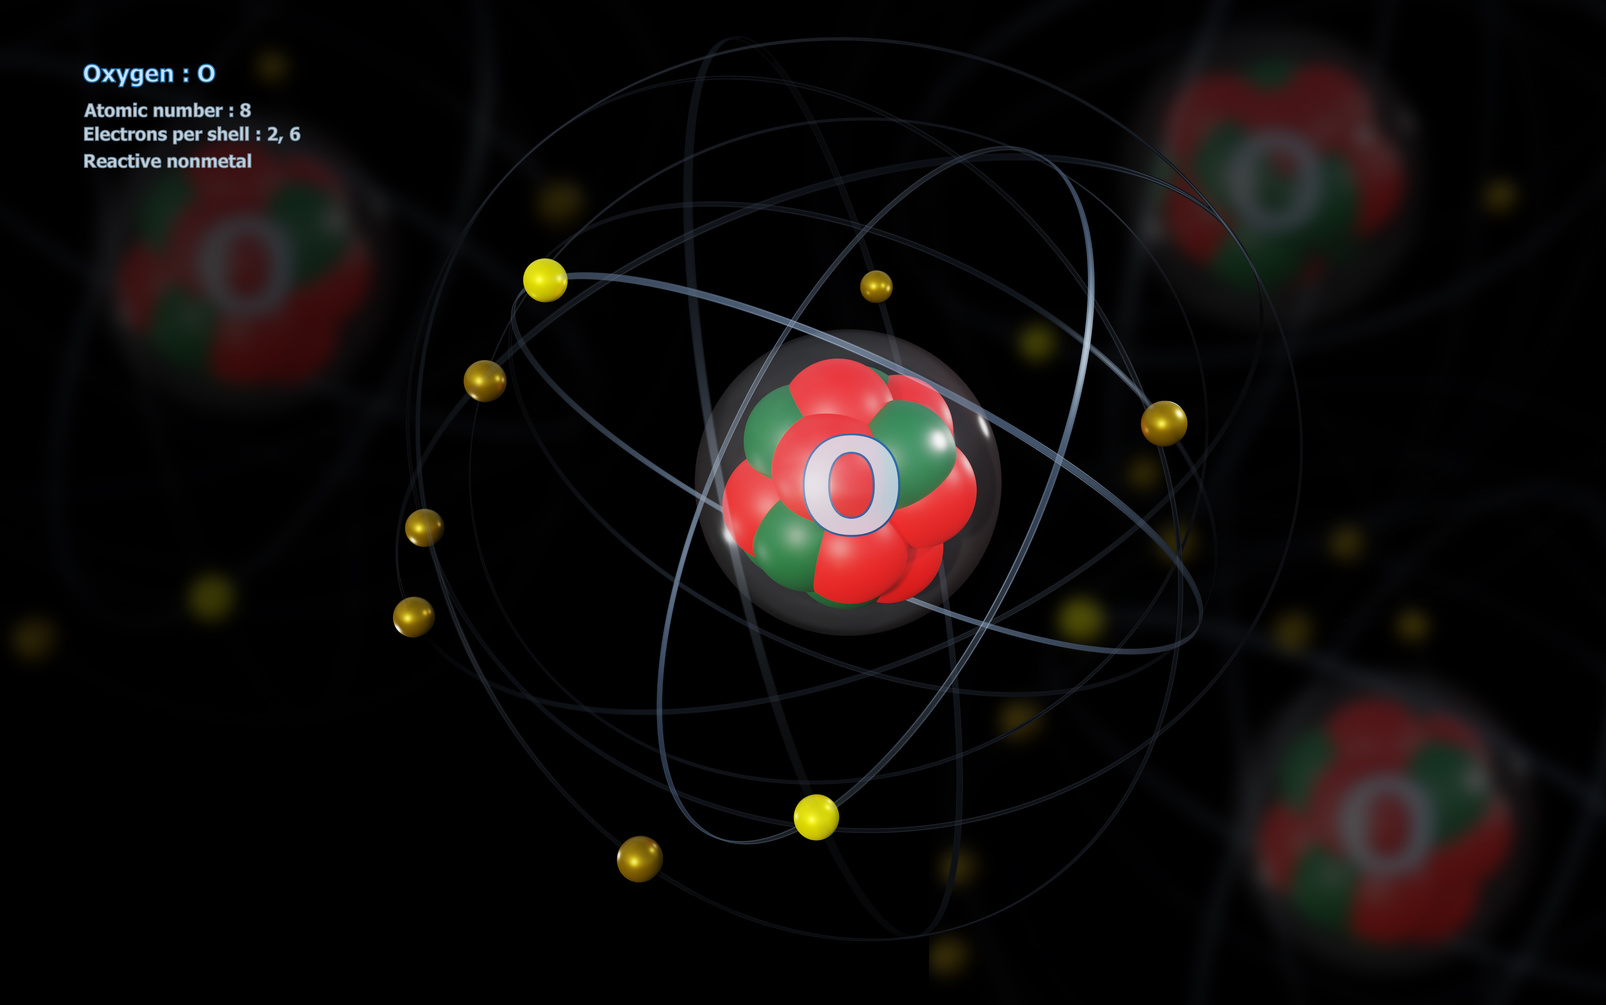 Oxygen : O
Atomic number : 8
Electrons per shell : 2, 6
Reactive nonmetal
O
O
O
O